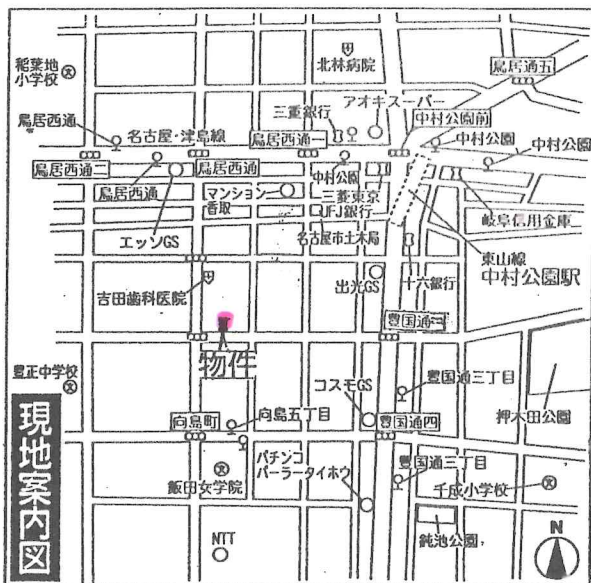 稲葉地
小学校
北林病院
鳥居通五
鳥居西通
名古屋・津島線
三重銀行
アオキスーパー
中村公園前
中村公園
中村公園
鳥居西通二
鳥居西通
鳥居西通
鳥居西通一
中村公園
マンション
香取
三菱東京
UFJ銀行
岐阜信用金庫
エッソGS
名古屋市土木局
東山線
中村公園駅
吉田歯科医院
出光GS
十六銀行
物件
豊正中学校
豊国通三丁目
コスモGS
押木田公園
向島町
向島五丁目
豊国通四
パチンコ
パーラータイホウ
豊国通三丁目
飯田女学院
千成小学校
鈍池公園
NTT
N
現地案内図